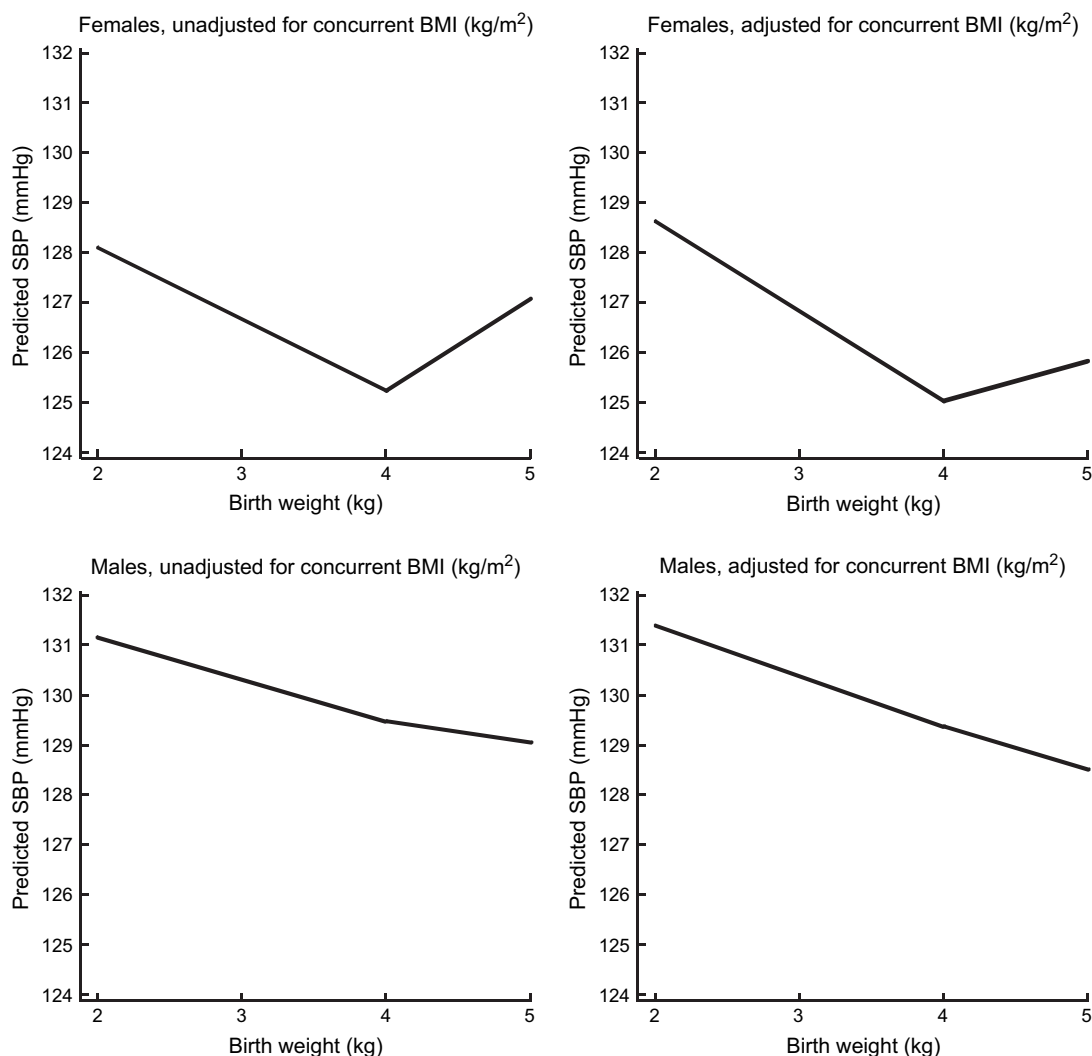 Females, unadjusted for concurrent BMI (kg/m²)
132
131
130
129
128
127
126
125
124
Predicted SBP (mmHg)
2 3 4 5
Birth weight (kg)
Females, adjusted for concurrent BMI (kg/m²)
132
131
130
129
128
127
126
125
124
Predicted SBP (mmHg)
2 3 4 5
Birth weight (kg)
Males, unadjusted for concurrent BMI (kg/m²)
132
131
130
129
128
127
126
125
124
Predicted SBP (mmHg)
2 3 4 5
Birth weight (kg)
Males, adjusted for concurrent BMI (kg/m²)
132
131
130
129
128
127
126
125
124
Predicted SBP (mmHg)
2 3 4 5
Birth weight (kg)